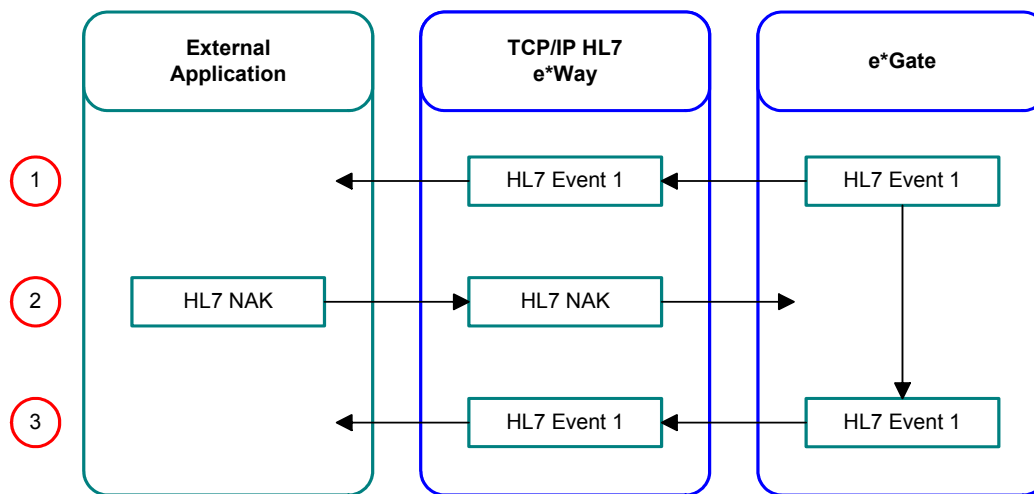 External
Application
TCP/IP HL7
e*Way
e*Gate
1
HL7 Event 1
HL7 Event 1
2
HL7 NAK
HL7 NAK
3
HL7 Event 1
HL7 Event 1